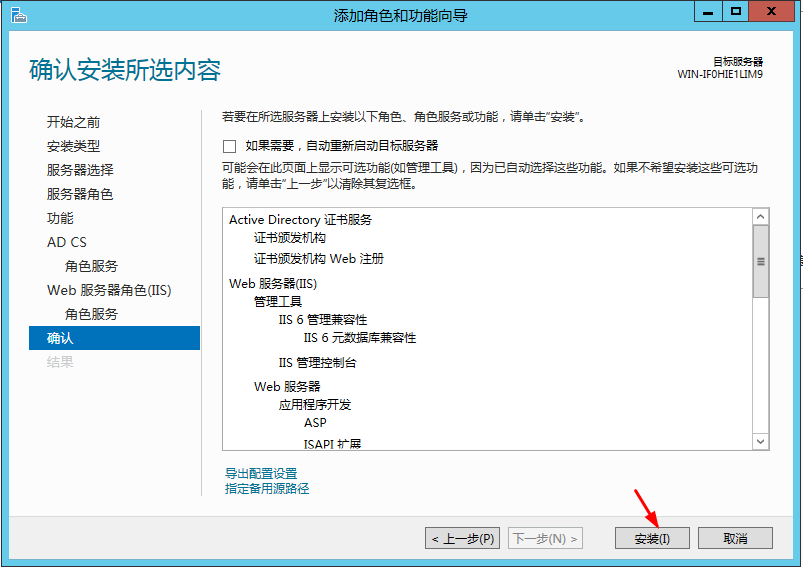 添加角色和功能向导
确认安装所选内容
目标服务器
WIN-IF0HIE1LIM9
开始之前
安装类型
服务器选择
服务器角色
功能
AD CS
角色服务
Web 服务器角色(IIS)
角色服务
确认
结果
若要在所选服务器上安装以下角色、角色服务或功能，请单击“安装”。
如果需要，自动重新启动目标服务器
可能会在此页面上显示可选功能(如管理工具)，因为已自动选择这些功能。如果不希望安装这些可选功
能，请单击“上一步”以清除其复选框。
Active Directory 证书服务
证书颁发机构
证书颁发机构 Web 注册
Web 服务器(IIS)
管理工具
IIS 6 管理兼容性
IIS 6 元数据库兼容性
IIS 管理控制台
Web 服务器
应用程序开发
ASP
ISAPI 扩展
导出配置设置
指定备用源路径
< 上一步(P)
下一步(N) >
安装(I)
取消